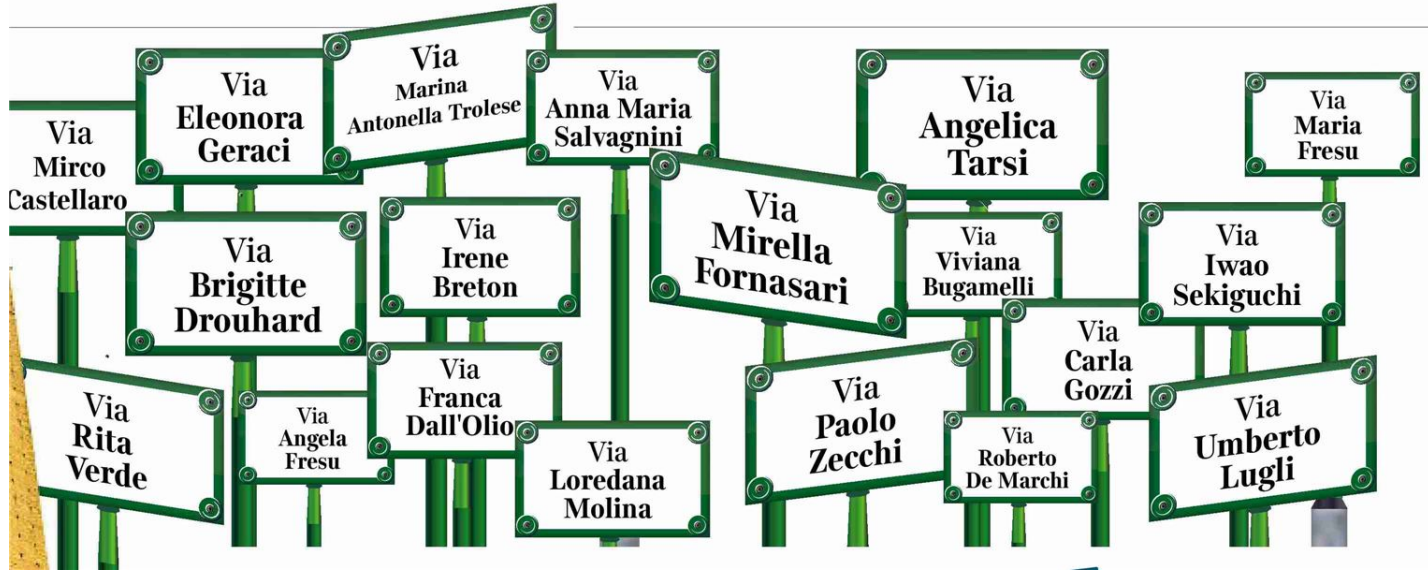 Via
Mirco
Castellaro
Via
Eleonora
Geraci
Via
Marina
Antonella Trolese
Via
Anna Maria
Salvagnini
Via
Angelica
Tarsi
Via
Maria
Fresu
Via
Brigitte
Drouhard
Via
Irene
Breton
Via
Mirella
Fornasari
Via
Viviana
Bugamelli
Via
Iwao
Sekiguchi
Via
Rita
Verde
Via
Angela
Fresu
Via
Franca
Dall'Olio
Via
Loredana
Molina
Via
Paolo
Zecchi
Via
Carla
Gozzi
Via
Roberto
De Marchi
Via
Umberto
Lugli